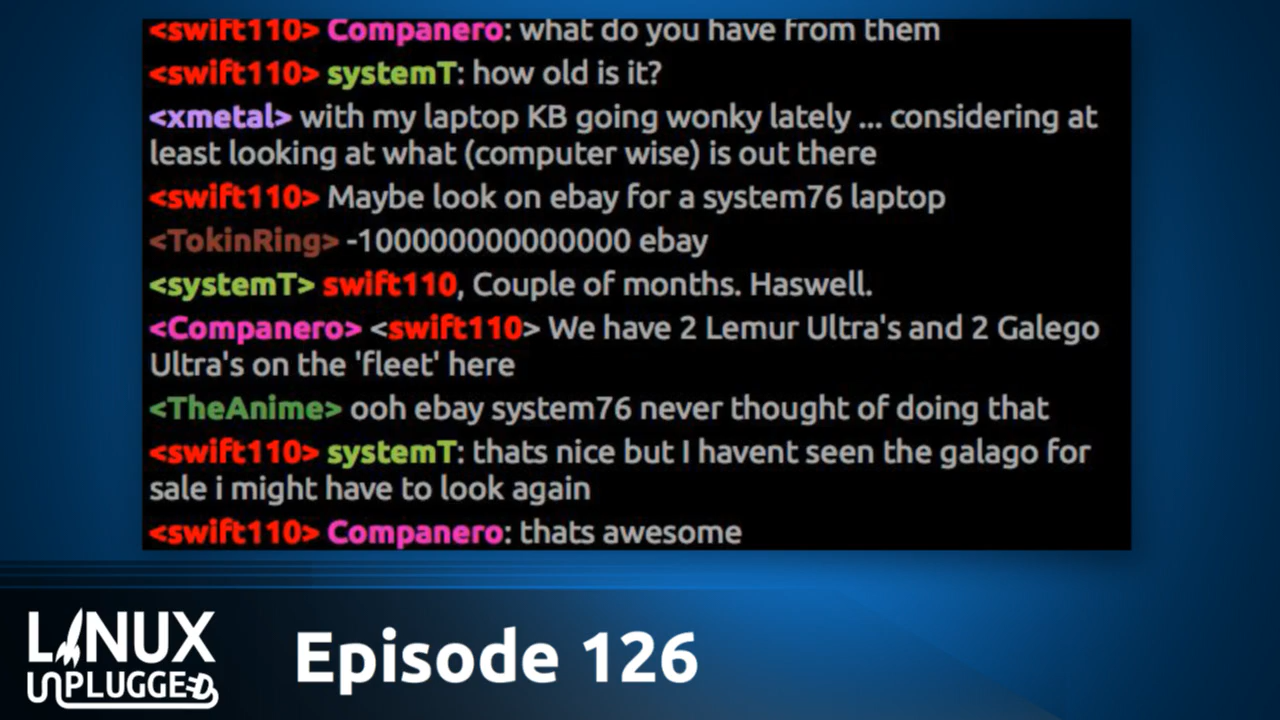 <swift110> Companero: what do you have from them
<swift110> systemT: how old is it?
<xmetal> with my laptop KB going wonky lately ... considering at
least looking at what (computer wise) is out there
<swift110> Maybe look on ebay for a system76 laptop
<TokinRing> -100000000000000 ebay
<systemT> swift110, Couple of months. Haswell.
<Companero> <swift110> We have 2 Lemur Ultra's and 2 Galego
Ultra's on the 'fleet' here
<TheAnime> ooh ebay system76 never thought of doing that
<swift110> systemT: thats nice but I havent seen the galago for
sale i might have to look again
<swift110> Companero: thats awesome
LINUX
UNPLUGGED
Episode 126